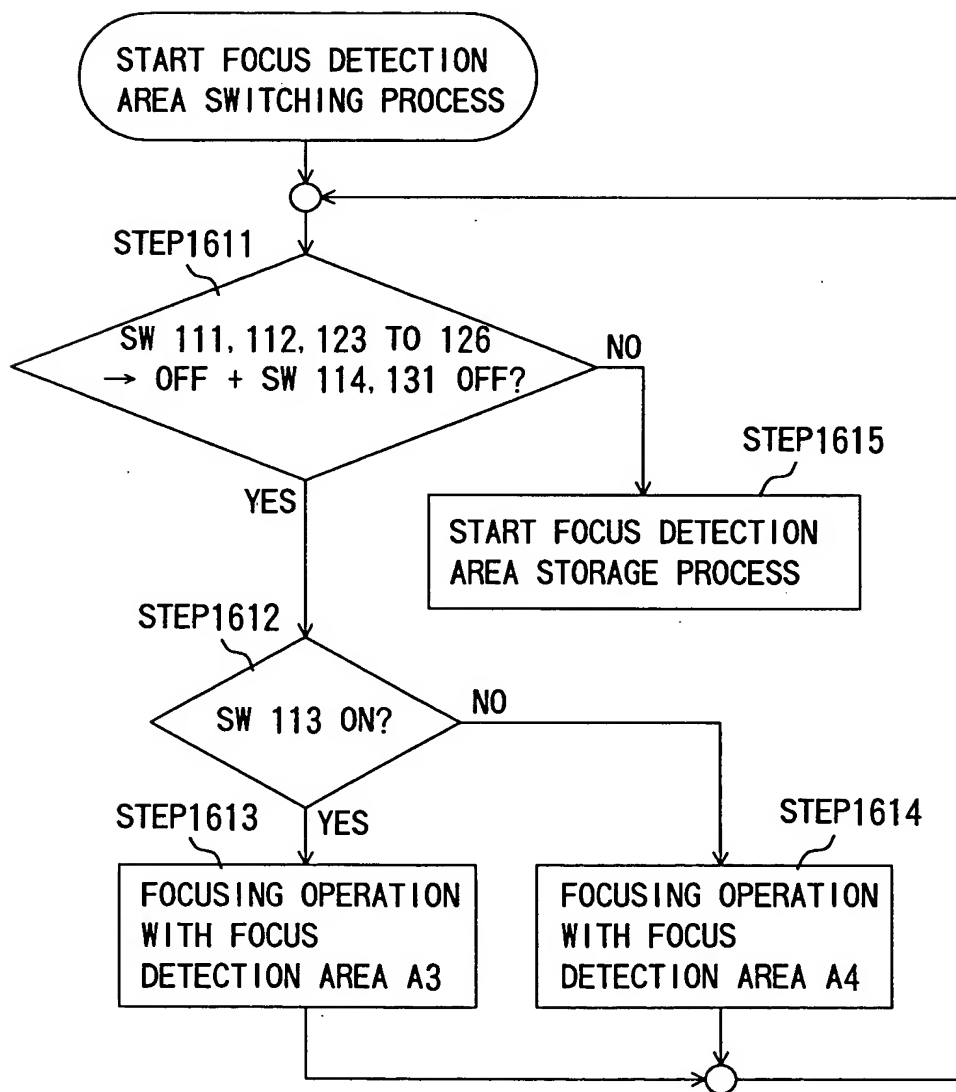 START FOCUS DETECTION
AREA SWITCHING PROCESS
STEP1611
SW 111, 112, 123 TO 126
→ OFF + SW 114, 131 OFF?
NO
YES
STEP1615
START FOCUS DETECTION
AREA STORAGE PROCESS
STEP1612
SW 113 ON?
NO
YES
STEP1613
FOCUSING OPERATION
WITH FOCUS
DETECTION AREA A3
STEP1614
FOCUSING OPERATION
WITH FOCUS
DETECTION AREA A4